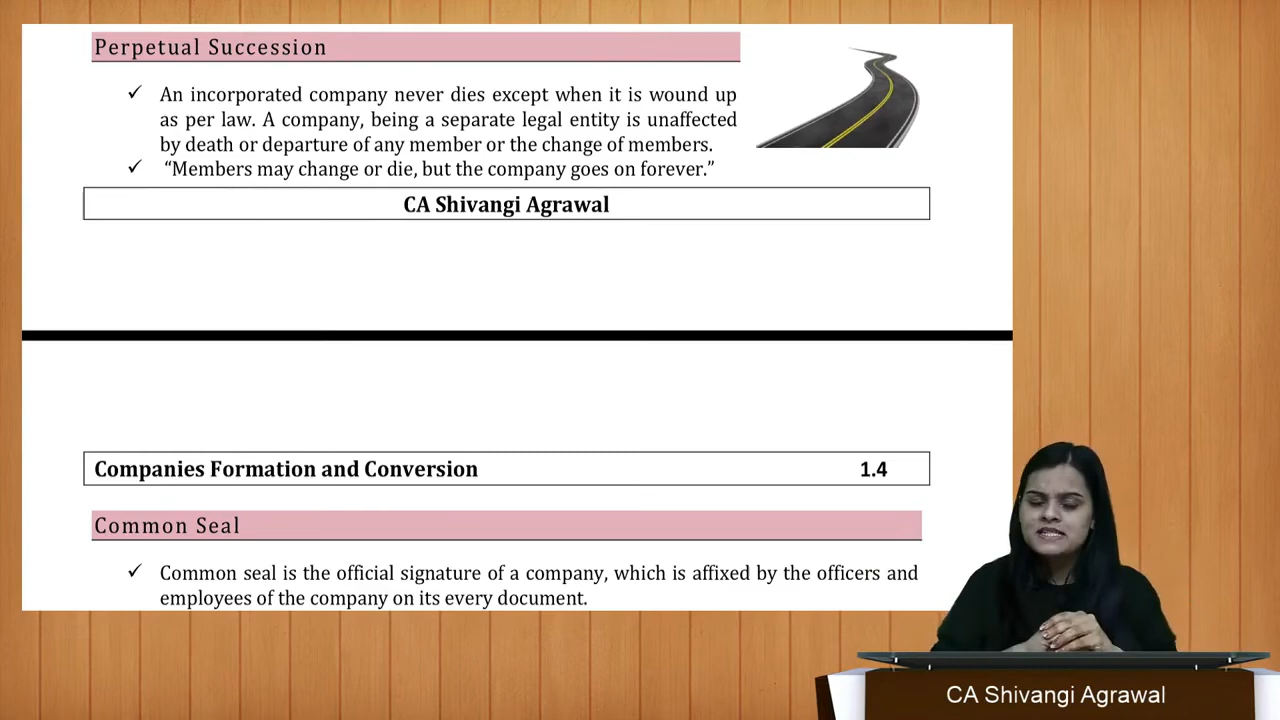 Perpetual Succession
✓ An incorporated company never dies except when it is wound up
as per law. A company, being a separate legal entity is unaffected
by death or departure of any member or the change of members.
✓ “Members may change or die, but the company goes on forever.”
CA Shivangi Agrawal
Companies Formation and Conversion 1.4
Common Seal
✓ Common seal is the official signature of a company, which is affixed by the officers and
employees of the company on its every document.
CA Shivangi Agrawal